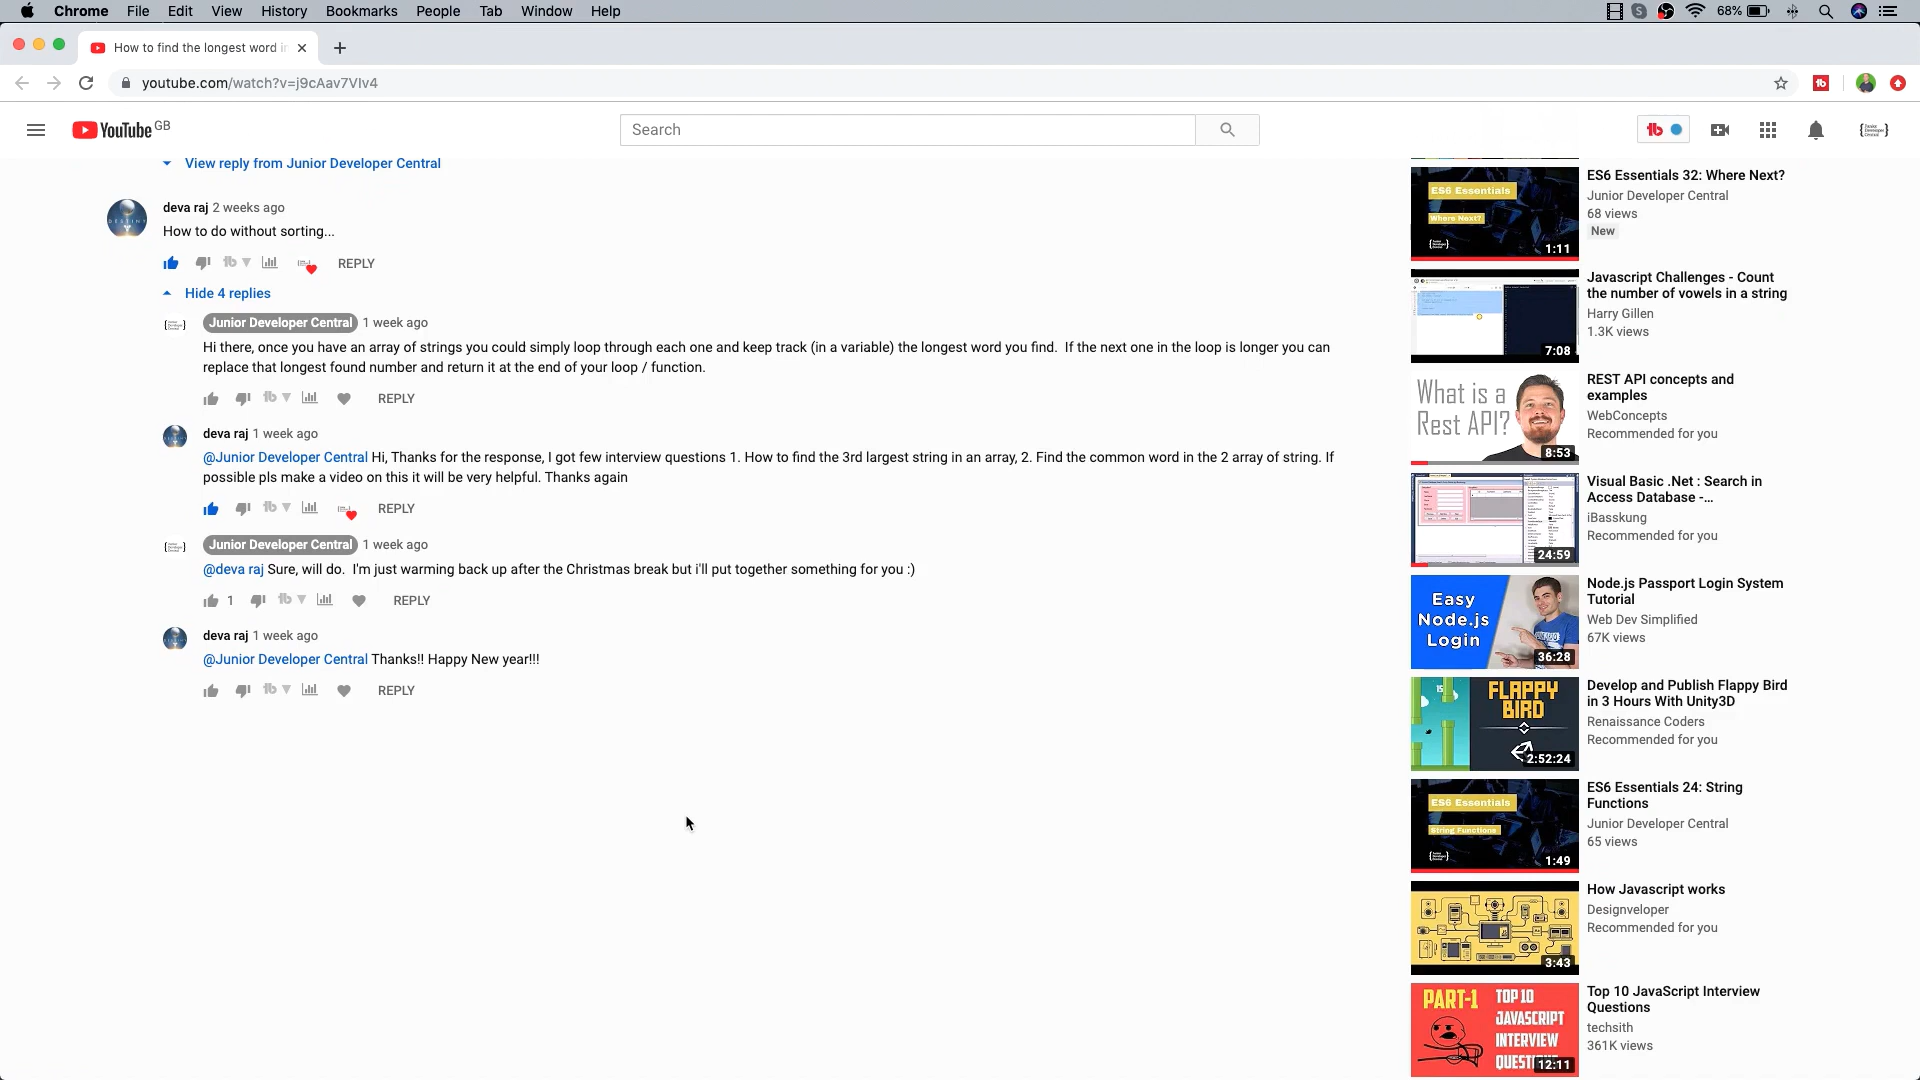 Chrome File Edit View History Bookmarks People Tab Window Help
68%
How to find the longest word in
youtube.com/watch?v=j9cAav7VIv4
YouTube GB
Search
View reply from Junior Developer Central
deva raj 2 weeks ago
How to do without sorting...
REPLY
Hide 4 replies
Junior Developer Central 1 week ago
Hi there, once you have an array of strings you could simply loop through each one and keep track (in a variable) the longest word you find. If the next one in the loop is longer you can
replace that longest found number and return it at the end of your loop / function.
REPLY
deva raj 1 week ago
@Junior Developer Central Hi, Thanks for the response, I got few interview questions 1. How to find the 3rd largest string in an array, 2. Find the common word in the 2 array of string. If
possible pls make a video on this it will be very helpful. Thanks again
REPLY
Junior Developer Central 1 week ago
@deva raj Sure, will do. I'm just warming back up after the Christmas break but i'll put together something for you :)
1 REPLY
deva raj 1 week ago
@Junior Developer Central Thanks!! Happy New year!!!
REPLY
ES6 Essentials
Where Next?
1:11
ES6 Essentials 32: Where Next?
Junior Developer Central
68 views
New
7:08
Javascript Challenges - Count
the number of vowels in a string
Harry Gillen
1.3K views
What is a
Rest API?
8:53
REST API concepts and
examples
WebConcepts
Recommended for you
24:59
Visual Basic .Net : Search in
Access Database -...
iBasskung
Recommended for you
Easy
Node.js
Login
36:28
Node.js Passport Login System
Tutorial
Web Dev Simplified
67K views
FLAPPY
BIRD
2:52:24
Develop and Publish Flappy Bird
in 3 Hours With Unity3D
Renaissance Coders
Recommended for you
ES6 Essentials
String Functions
1:49
ES6 Essentials 24: String
Functions
Junior Developer Central
65 views
3:43
How Javascript works
Designveloper
Recommended for you
PART-1
TOP 10
JAVASCRIPT
INTERVIEW
12:11
Top 10 JavaScript Interview
Questions
techsith
361K views